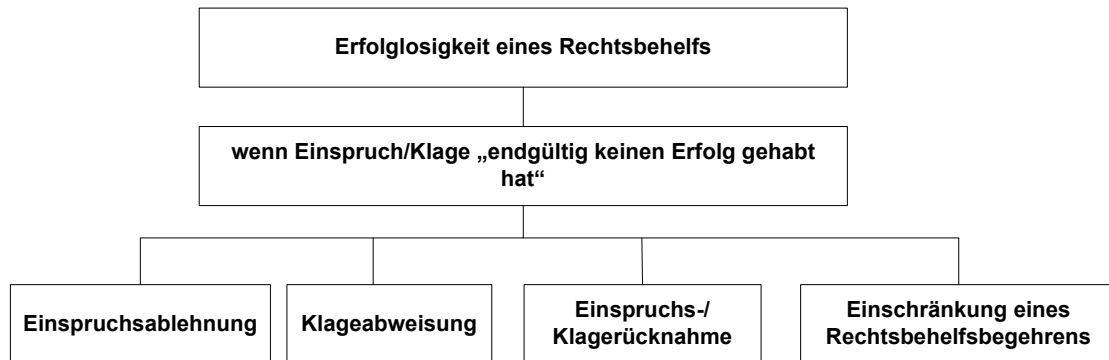 Erfolglosigkeit eines Rechtsbehelfs
wenn Einspruch/Klage „endgültig keinen Erfolg gehabt
hat“
Einspruchsablehnung
Klageabweisung
Einspruchs-/
Klagerücknahme
Einschränkung eines
Rechtsbehelfsbegehrens